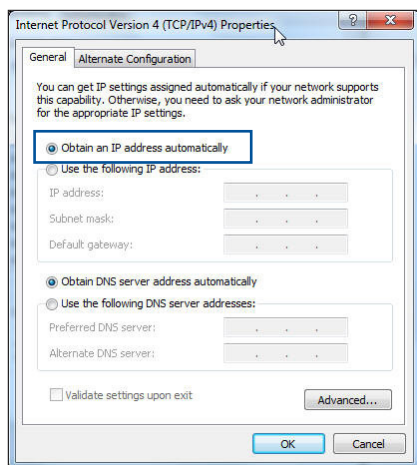 Internet Protocol Version 4 (TCP/IPv4) Properties
General
Alternate Configuration
You can get IP settings assigned automatically if your network supports
this capability. Otherwise, you need to ask your network administrator
for the appropriate IP settings.
Obtain an IP address automatically
Use the following IP address:
IP address:
Subnet mask:
Default gateway:
Obtain DNS server address automatically
Use the following DNS server addresses:
Preferred DNS server:
Alternate DNS server:
Validate settings upon exit
Advanced...
OK
Cancel